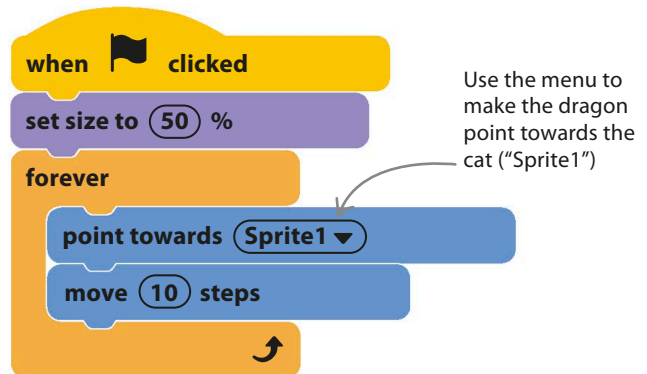 when clicked
set size to 50 %
forever
point towards Sprite1
move 10 steps
Use the menu to
make the dragon
point towards the
cat (“Sprite1”)